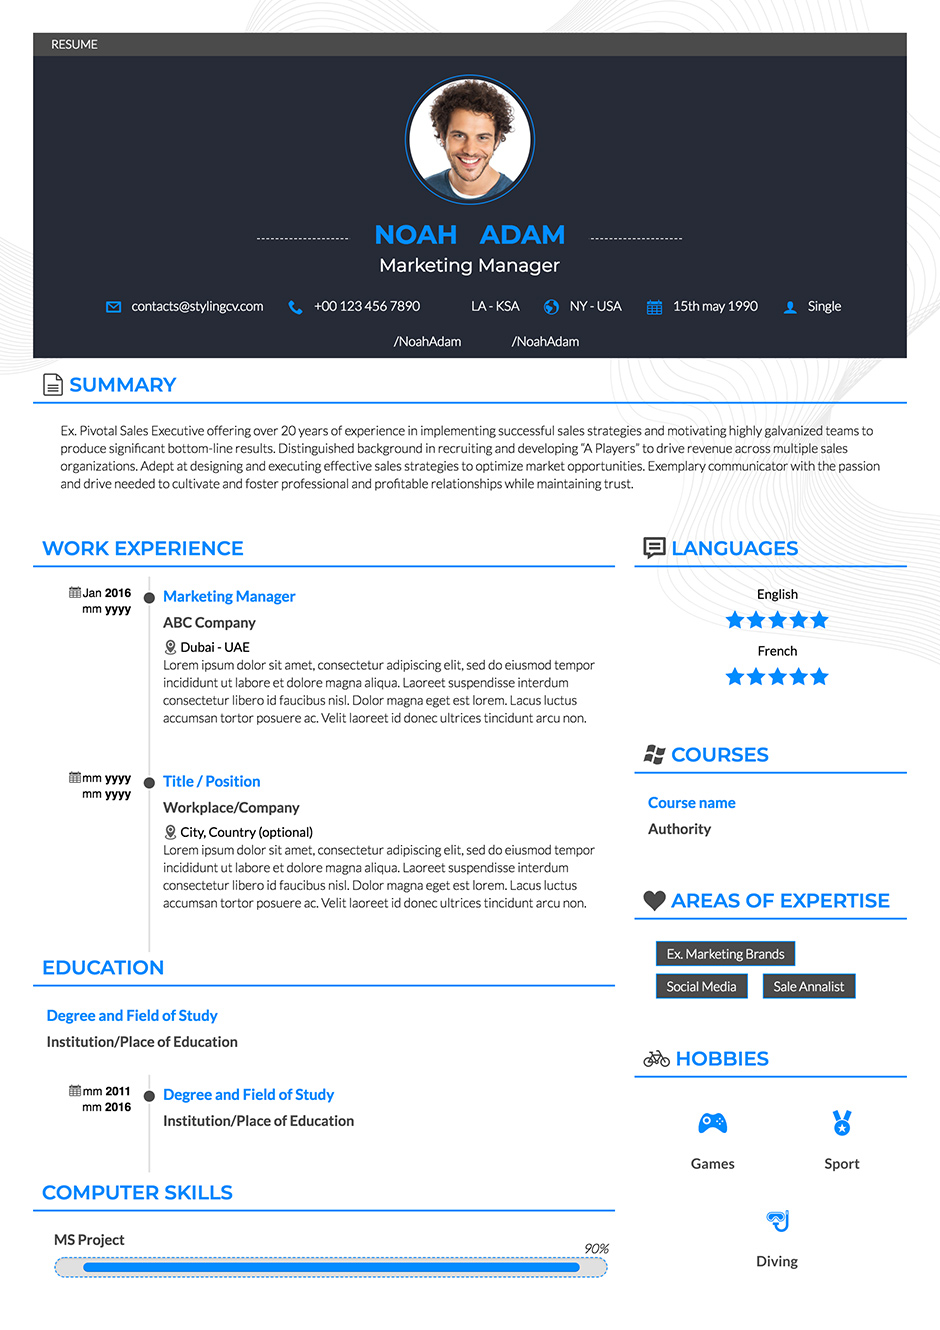 RESUME
NOAH ADAM
Marketing Manager
contacts@stylingcv.com +00 123 456 7890 LA - KSA NY - USA 15th may 1990 Single
/NoahAdam /NoahAdam
SUMMARY
Ex. Pivotal Sales Executive offering over 20 years of experience in implementing successful sales strategies and motivating highly galvanized teams to
produce significant bottom-line results. Distinguished background in recruiting and developing “A Players” to drive revenue across multiple sales
organizations. Adept at designing and executing effective sales strategies to optimize market opportunities. Exemplary communicator with the passion
and drive needed to cultivate and foster professional and profitable relationships while maintaining trust.
WORK EXPERIENCE
Jan 2016
mm yyyy
Marketing Manager
ABC Company
Dubai - UAE
Lorem ipsum dolor sit amet, consectetur adipiscing elit, sed do eiusmod tempor
incididunt ut labore et dolore magna aliqua. Laoreet suspendisse interdum
consectetur libero id faucibus nisl. Dolor magna eget est lorem. Lacus luctus
accumsan tortor posuere ac. Velit laoreet id donec ultrices tincidunt arcu non.
mm yyyy
mm yyyy
Title / Position
Workplace/Company
City, Country (optional)
Lorem ipsum dolor sit amet, consectetur adipiscing elit, sed do eiusmod tempor
incididunt ut labore et dolore magna aliqua. Laoreet suspendisse interdum
consectetur libero id faucibus nisl. Dolor magna eget est lorem. Lacus luctus
accumsan tortor posuere ac. Velit laoreet id donec ultrices tincidunt arcu non.
EDUCATION
Degree and Field of Study
Institution/Place of Education
mm 2011
mm 2016
Degree and Field of Study
Institution/Place of Education
COMPUTER SKILLS
MS Project
90%
LANGUAGES
English
French
COURSES
Course name
Authority
AREAS OF EXPERTISE
Ex. Marketing Brands
Social Media Sale Annalist
HOBBIES
Games Sport
Diving